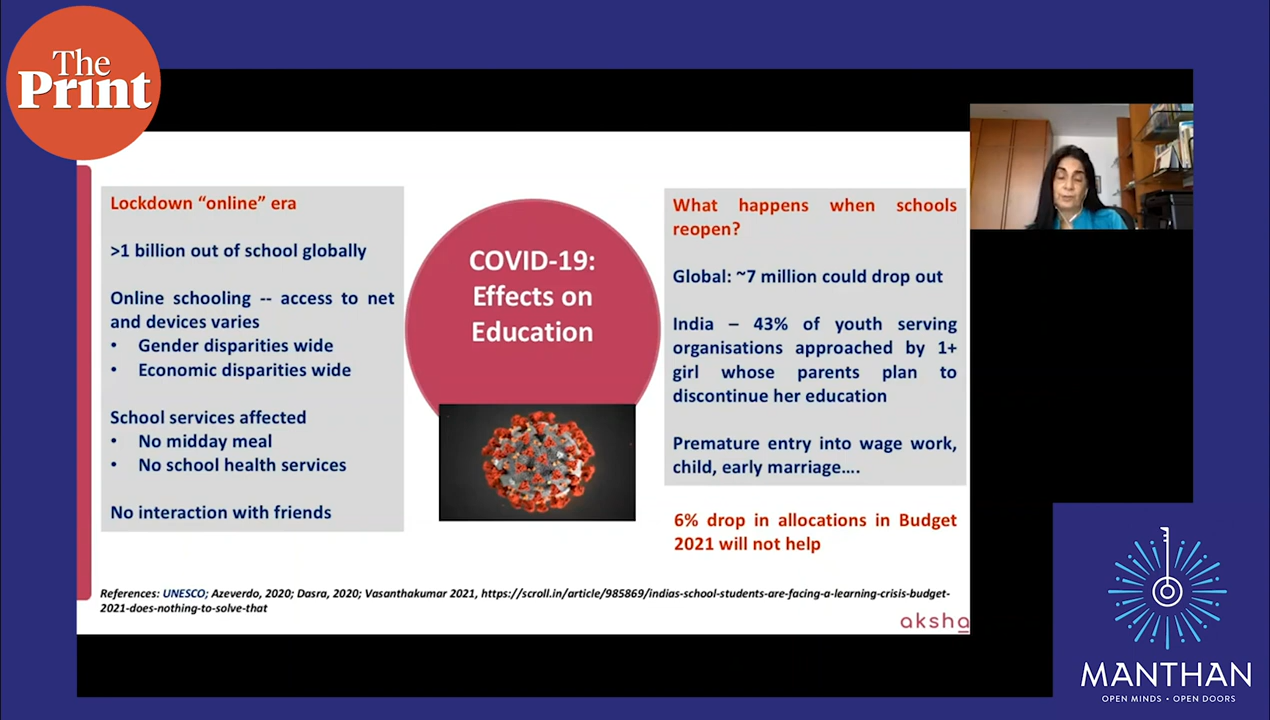 The
Print
Lockdown “online” era
>1 billion out of school globally
Online schooling -- access to net
and devices varies
• Gender disparities wide
• Economic disparities wide
School services affected
• No midday meal
• No school health services
No interaction with friends
COVID-19:
Effects on
Education
What happens when schools
reopen?
Global: ~7 million could drop out
India – 43% of youth serving
organisations approached by 1+
girl whose parents plan to
discontinue her education
Premature entry into wage work,
child, early marriage....
6% drop in allocations in Budget
2021 will not help
References: UNESCO; Azeverdo, 2020; Dasra, 2020; Vasanthakumar 2021, https://scroll.in/article/985869/indias-school-students-are-facing-a-learning-crisis-budget-
2021-does-nothing-to-solve-that
aksha
MANTHAN
OPEN MINDS • OPEN DOORS